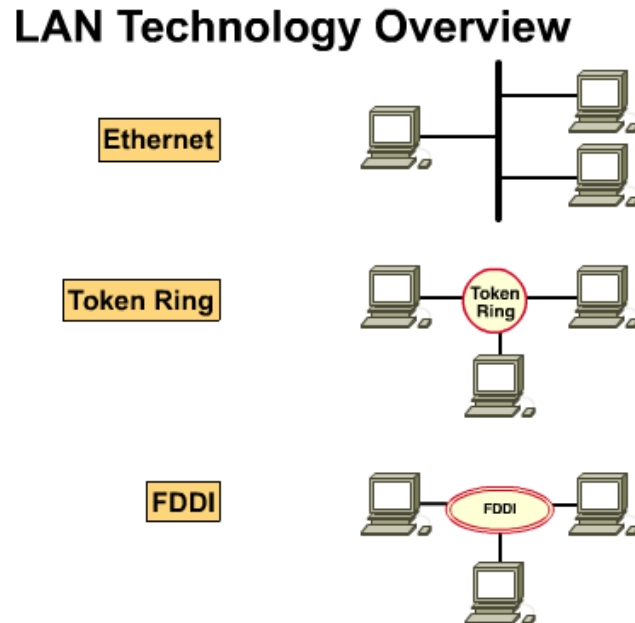 LAN Technology Overview
Ethernet
Token Ring
Token
Ring
FDDI
FDDI